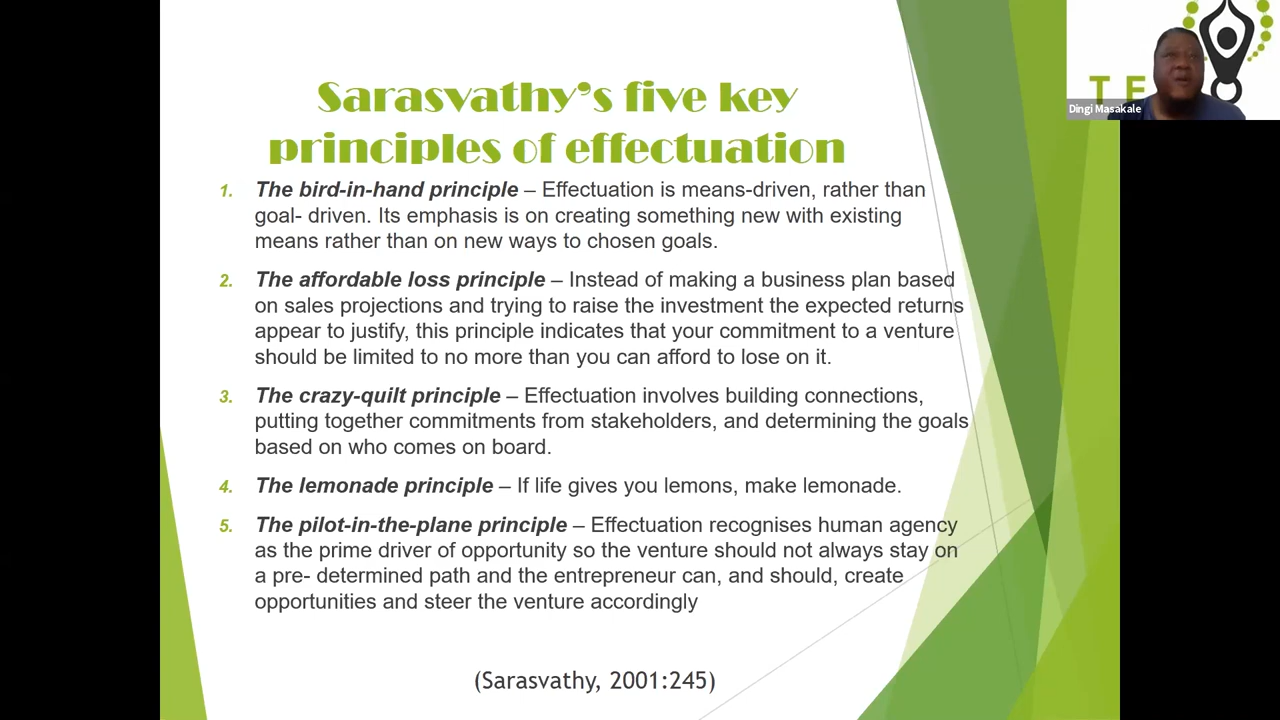 Sarasvathy's five key
principles of effectuation
1. The bird-in-hand principle – Effectuation is means-driven, rather than
goal- driven. Its emphasis is on creating something new with existing
means rather than on new ways to chosen goals.
2. The affordable loss principle – Instead of making a business plan based
on sales projections and trying to raise the investment the expected returns
appear to justify, this principle indicates that your commitment to a venture
should be limited to no more than you can afford to lose on it.
3. The crazy-quilt principle – Effectuation involves building connections,
putting together commitments from stakeholders, and determining the goals
based on who comes on board.
4. The lemonade principle – If life gives you lemons, make lemonade.
5. The pilot-in-the-plane principle – Effectuation recognises human agency
as the prime driver of opportunity so the venture should not always stay on
a pre- determined path and the entrepreneur can, and should, create
opportunities and steer the venture accordingly
(Sarasvathy, 2001:245)
Dingi Masakale